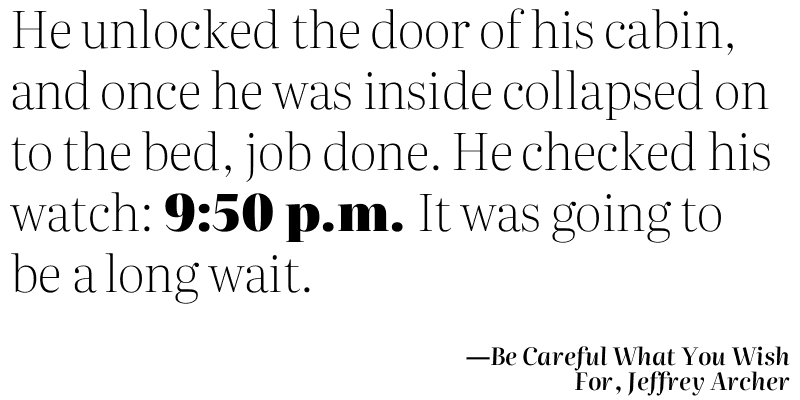 He unlocked the door of his cabin,
and once he was inside collapsed on
to the bed, job done. He checked his
watch: 9:50 p.m. It was going to
be a long wait.
—Be Careful What You Wish
For, Jeffrey Archer